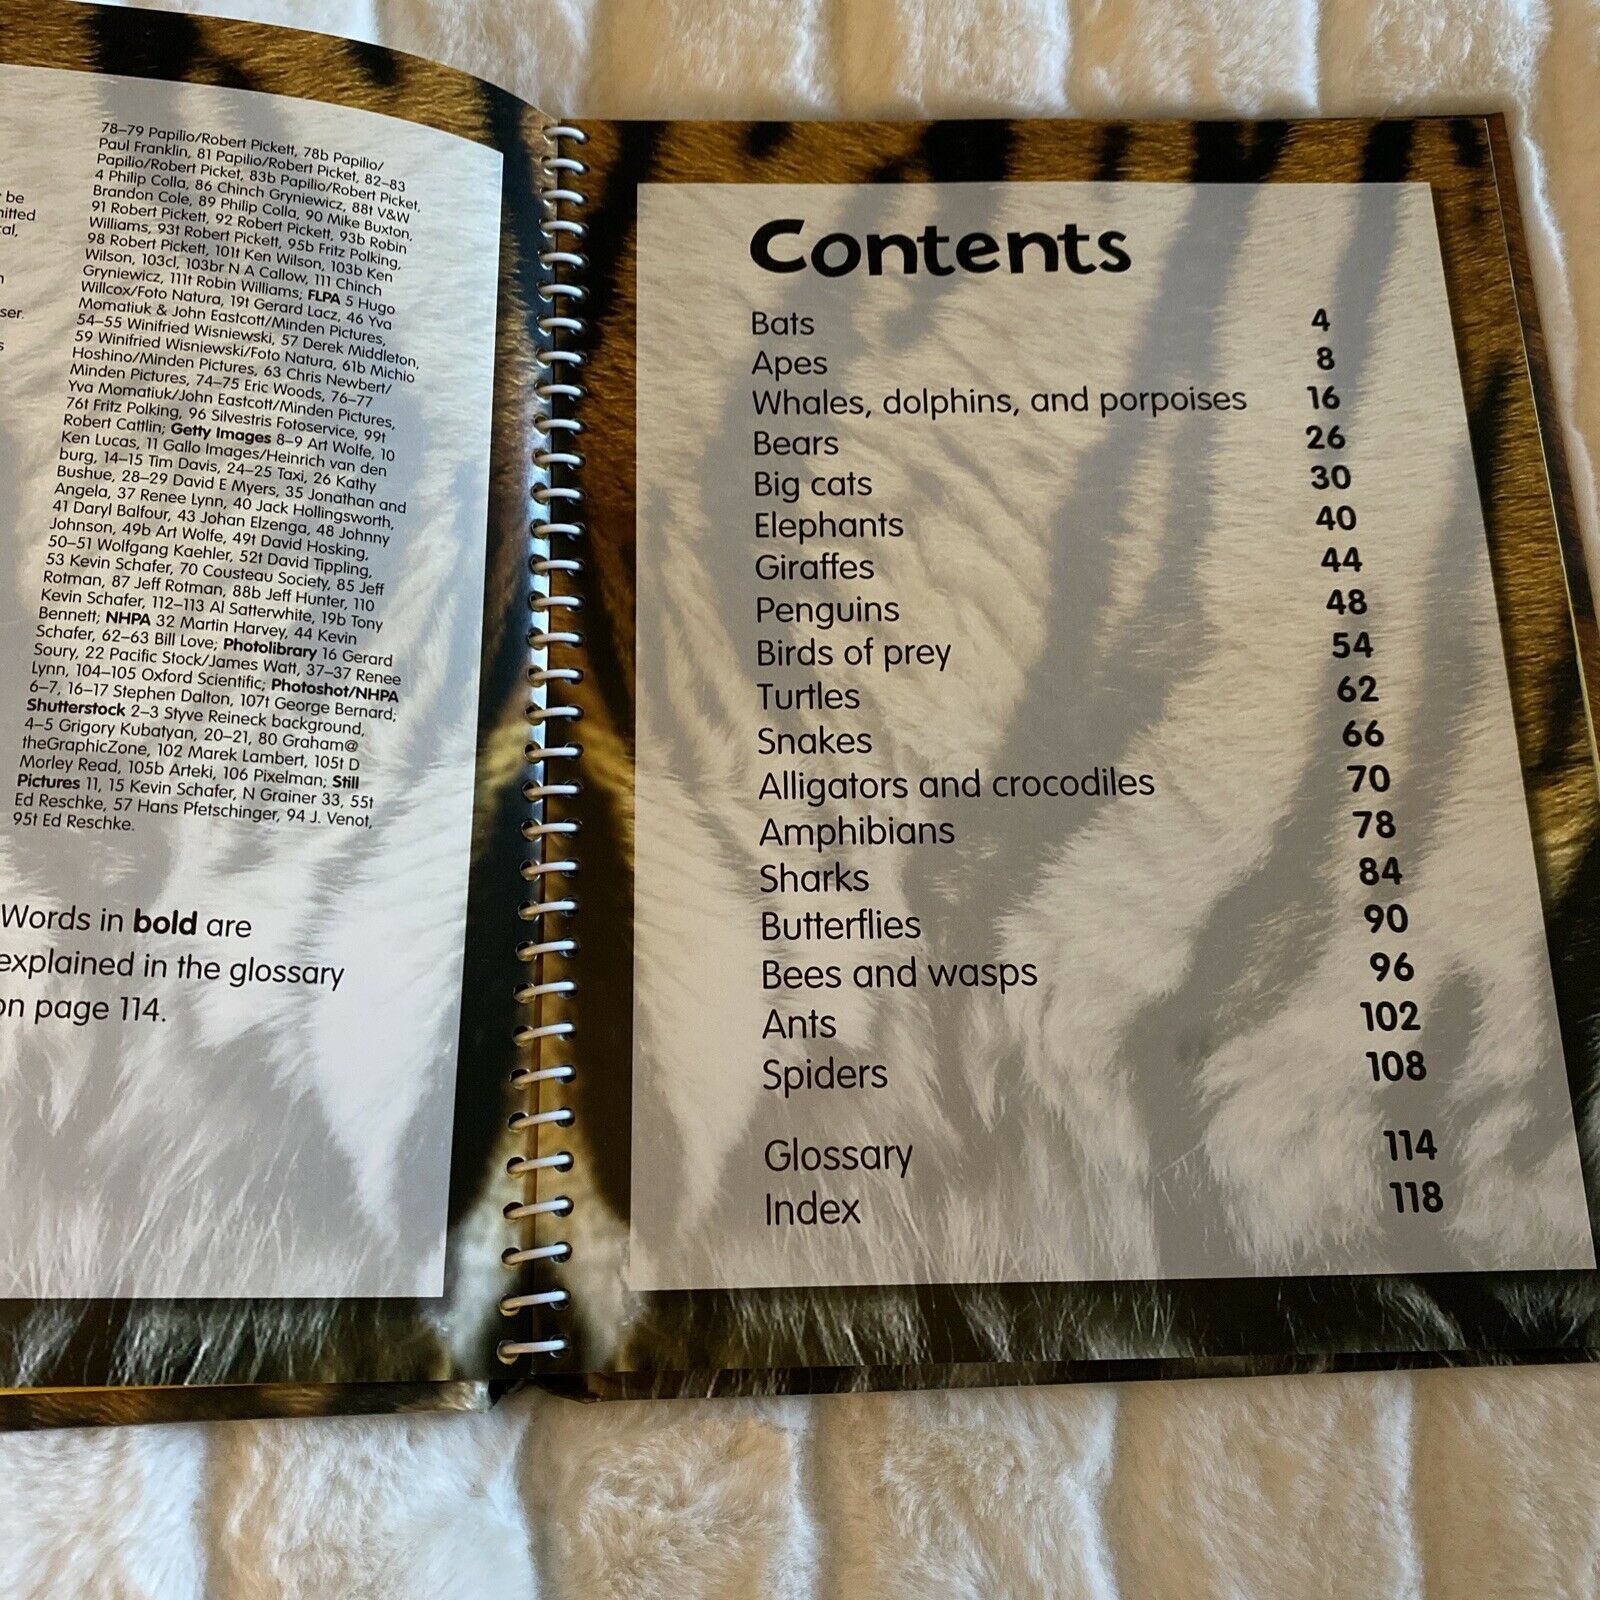 be
nitted
al,
ser.
78–79 Papilio/Robert Pickett, 78b Papilio/
Paul Franklin, 81 Papilio/Robert Picket, 82–83
Papilio/Robert Picket, 83b Papilio/Robert Picket,
4 Philip Colla, 86 Chinch Gryniewicz, 88t V&W
Brandon Cole, 89 Philip Colla, 90 Mike Buxton,
91 Robert Pickett, 92 Robert Pickett, 93b Robin
Williams, 93t Robert Pickett, 95b Fritz Polking,
98 Robert Pickett, 101t Ken Wilson, 103b Ken
Wilson, 103cl, 103br N A Callow, 111 Chinch
Gryniewicz, 111t Robin Williams; FLPA 5 Hugo
Willcox/Foto Natura, 19t Gerard Lacz, 46 Yva
Momatiuk & John Eastcott/Minden Pictures,
54–55 Winifried Wisniewski, 57 Derek Middleton,
59 Winifried Wisniewski/Foto Natura, 61b Michio
Hoshino/Minden Pictures, 63 Chris Newbert/
Minden Pictures, 74–75 Eric Woods, 76–77
Yva Momatiuk/John Eastcott/Minden Pictures,
76t Fritz Polking, 96 Silvestris Fotoservice, 99t
Robert Cattlin; Getty Images 8–9 Art Wolfe, 10
Ken Lucas, 11 Gallo Images/Heinrich van den
burg, 14–15 Tim Davis, 24–25 Taxi, 26 Kathy
Bushue, 28–29 David E Myers, 35 Jonathan and
Angela, 37 Renee Lynn, 40 Jack Hollingsworth,
41 Daryl Balfour, 43 Johan Elzenga, 48 Johnny
Johnson, 49b Art Wolfe, 49t David Hosking,
50–51 Wolfgang Kaehler, 52t David Tippling,
53 Kevin Schafer, 70 Cousteau Society, 85 Jeff
Rotman, 87 Jeff Rotman, 88b Jeff Hunter, 110
Kevin Schafer, 112–113 Al Satterwhite, 19b Tony
Bennett; NHPA 32 Martin Harvey, 44 Kevin
Schafer, 62–63 Bill Love; Photolibrary 16 Gerard
Soury, 22 Pacific Stock/James Watt, 37–37 Renee
Lynn, 104–105 Oxford Scientific; Photoshot/NHPA
6–7, 16–17 Stephen Dalton, 107t George Bernard;
Shutterstock 2–3 Styve Reineck background,
4–5 Grigory Kubatyan, 20–21, 80 Graham@
theGraphicZone, 102 Marek Lambert, 105t D
Morley Read, 105b Arteki, 106 Pixelman; Still
Pictures 11, 15 Kevin Schafer, N Grainer 33, 55t
Ed Reschke, 57 Hans Pfetschinger, 94 J. Venot,
95t Ed Reschke.
Words in bold are
explained in the glossary
on page 114.
Contents
Bats 4
Apes 8
Whales, dolphins, and porpoises 16
Bears 26
Big cats 30
Elephants 40
Giraffes 44
Penguins 48
Birds of prey 54
Turtles 62
Snakes 66
Alligators and crocodiles 70
Amphibians 78
Sharks 84
Butterflies 90
Bees and wasps 96
Ants 102
Spiders 108
Glossary 114
Index 118